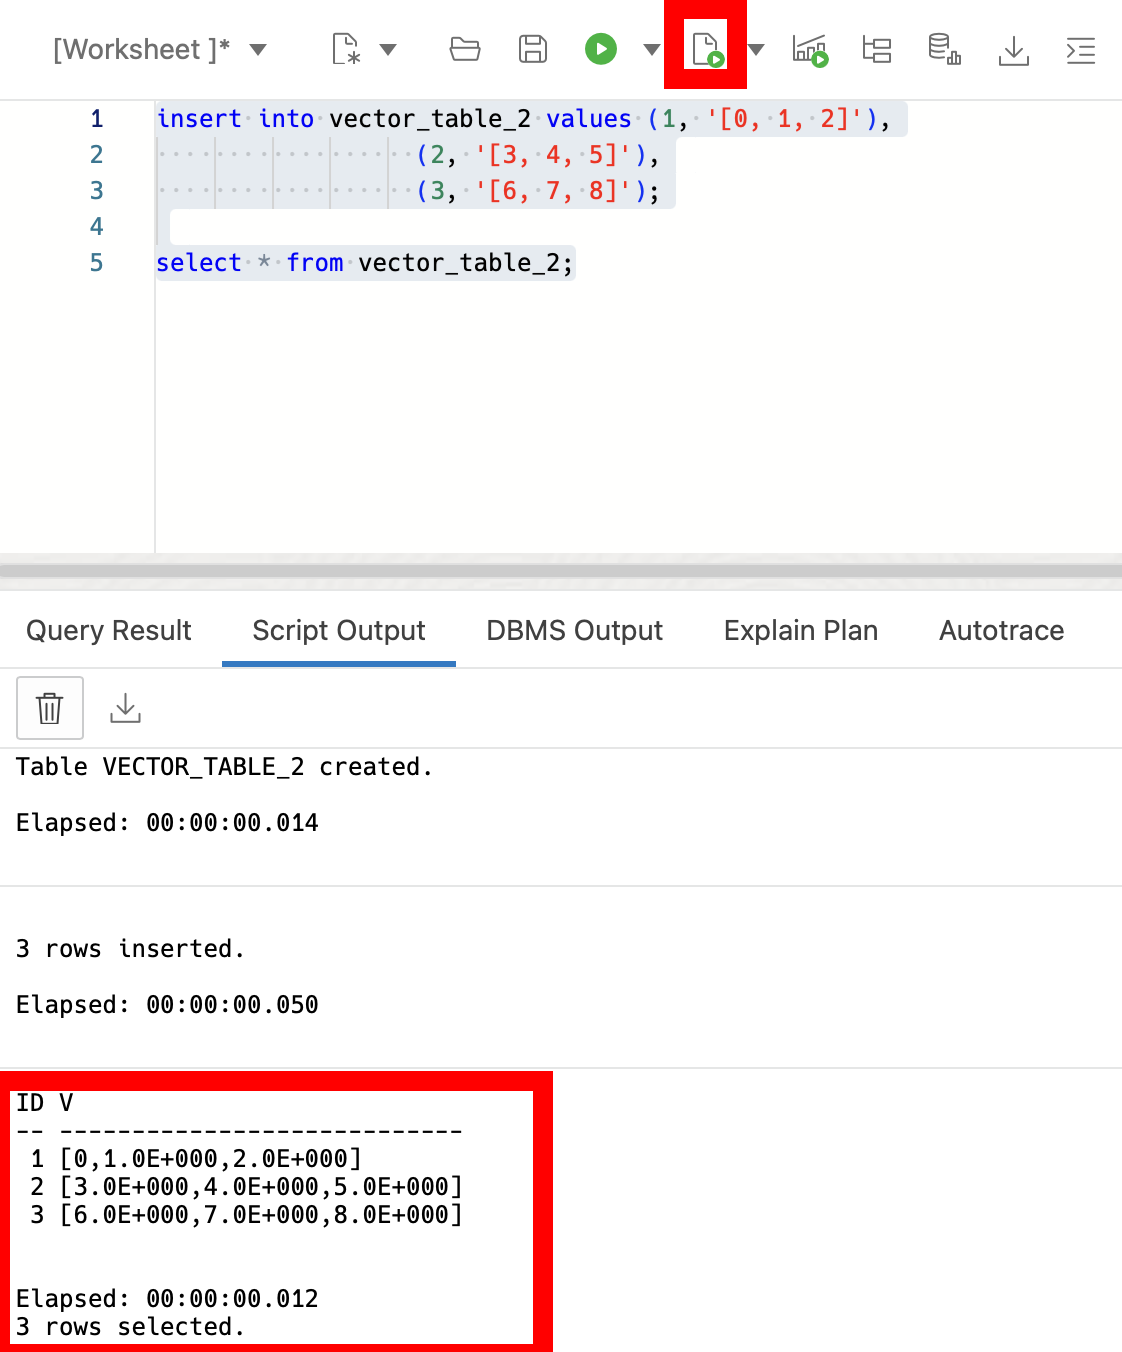 [Worksheet ]*
1 insert into vector_table_2 values (1, '[0, 1, 2]'),
2 (2, '[3, 4, 5]'),
3 (3, '[6, 7, 8]');
4
5 select * from vector_table_2;
Query Result Script Output DBMS Output Explain Plan Autotrace
Table VECTOR_TABLE_2 created.
Elapsed: 00:00:00.014
3 rows inserted.
Elapsed: 00:00:00.050
ID V
-- ----------------------------
1 [0,1.0E+000,2.0E+000]
2 [3.0E+000,4.0E+000,5.0E+000]
3 [6.0E+000,7.0E+000,8.0E+000]
Elapsed: 00:00:00.012
3 rows selected.